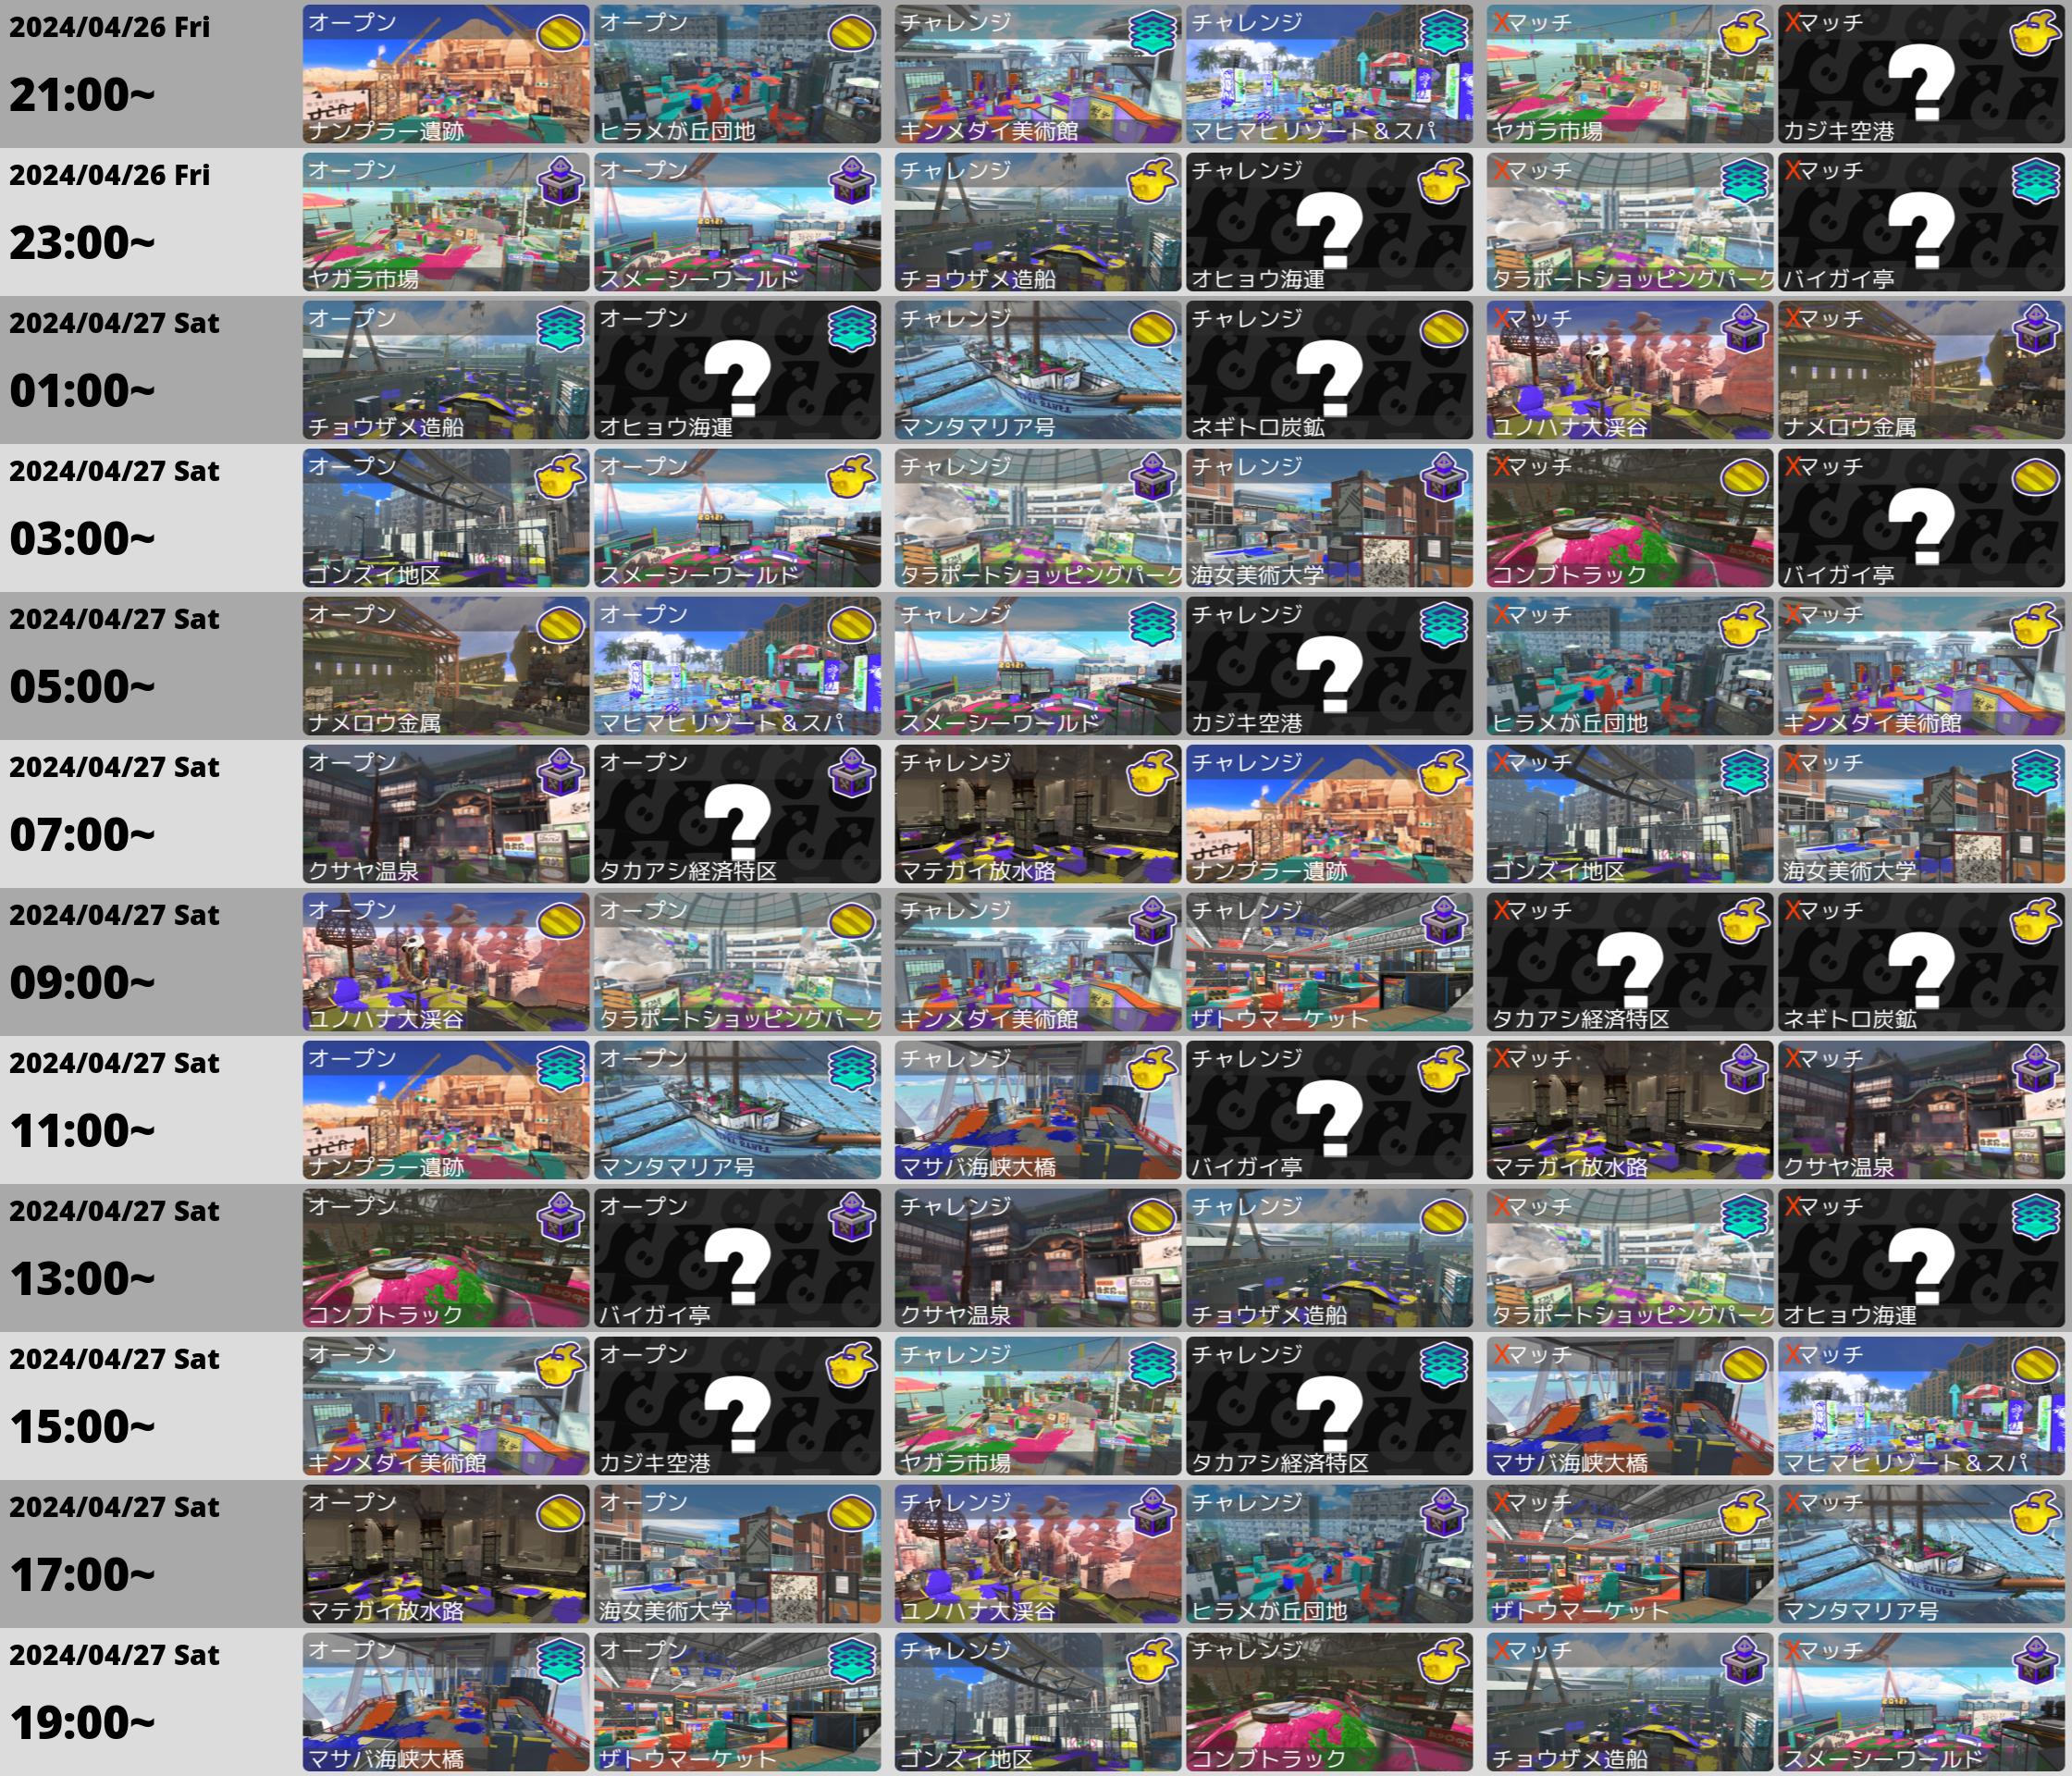 2024/04/26 Fri
21:00~
オープン
ナンプラー遺跡
オープン
ヒラメが丘団地
チャレンジ
キンメダイ美術館
チャレンジ
マヒマヒリゾート＆スパ
Xマッチ
ヤガラ市場
Xマッチ
?
カジキ空港
2024/04/26 Fri
23:00~
オープン
ヤガラ市場
オープン
スメーシーワールド
チャレンジ
チョウザメ造船
チャレンジ
?
オヒョウ海運
Xマッチ
タラポートショッピングパーク
Xマッチ
?
バイガイ亭
2024/04/27 Sat
01:00~
オープン
チョウザメ造船
オープン
?
オヒョウ海運
チャレンジ
マンタマリア号
チャレンジ
?
ネギトロ炭鉱
Xマッチ
ユノハナ大渓谷
Xマッチ
ナメロウ金属
2024/04/27 Sat
03:00~
オープン
ゴンズイ地区
オープン
スメーシーワールド
チャレンジ
タラポートショッピングパーク
チャレンジ
海女美術大学
Xマッチ
コンブトラック
Xマッチ
?
バイガイ亭
2024/04/27 Sat
05:00~
オープン
ナメロウ金属
オープン
マヒマヒリゾート＆スパ
チャレンジ
スメーシーワールド
チャレンジ
?
カジキ空港
Xマッチ
ヒラメが丘団地
Xマッチ
キンメダイ美術館
2024/04/27 Sat
07:00~
オープン
クサヤ温泉
オープン
?
タカアシ経済特区
チャレンジ
マテガイ放水路
チャレンジ
ナンプラー遺跡
Xマッチ
ゴンズイ地区
Xマッチ
海女美術大学
2024/04/27 Sat
09:00~
オープン
ユノハナ大渓谷
オープン
タラポートショッピングパーク
チャレンジ
キンメダイ美術館
チャレンジ
ザトウマーケット
Xマッチ
?
タカアシ経済特区
Xマッチ
?
ネギトロ炭鉱
2024/04/27 Sat
11:00~
オープン
ナンプラー遺跡
オープン
マンタマリア号
チャレンジ
マサバ海峡大橋
チャレンジ
?
バイガイ亭
Xマッチ
マテガイ放水路
Xマッチ
クサヤ温泉
2024/04/27 Sat
13:00~
オープン
コンブトラック
オープン
?
バイガイ亭
チャレンジ
クサヤ温泉
チャレンジ
チョウザメ造船
Xマッチ
タラポートショッピングパーク
Xマッチ
?
オヒョウ海運
2024/04/27 Sat
15:00~
オープン
キンメダイ美術館
オープン
?
カジキ空港
チャレンジ
ヤガラ市場
チャレンジ
?
タカアシ経済特区
Xマッチ
マサバ海峡大橋
Xマッチ
マヒマヒリゾート＆スパ
2024/04/27 Sat
17:00~
オープン
マテガイ放水路
オープン
海女美術大学
チャレンジ
ユノハナ大渓谷
チャレンジ
ヒラメが丘団地
Xマッチ
ザトウマーケット
Xマッチ
マンタマリア号
2024/04/27 Sat
19:00~
オープン
マサバ海峡大橋
オープン
ザトウマーケット
チャレンジ
ゴンズイ地区
チャレンジ
コンブトラック
Xマッチ
チョウザメ造船
Xマッチ
スメーシーワールド